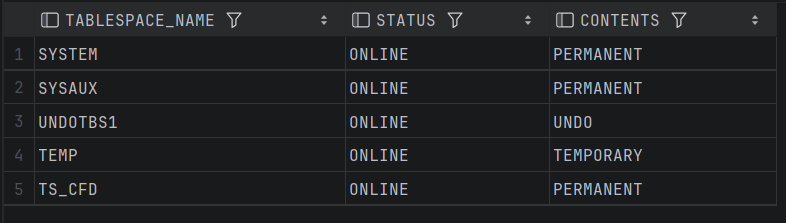 TABLESPACE_NAME STATUS CONTENTS
1 SYSTEM ONLINE PERMANENT
2 SYSAUX ONLINE PERMANENT
3 UNDOTBS1 ONLINE UNDO
4 TEMP ONLINE TEMPORARY
5 TS_CFD ONLINE PERMANENT